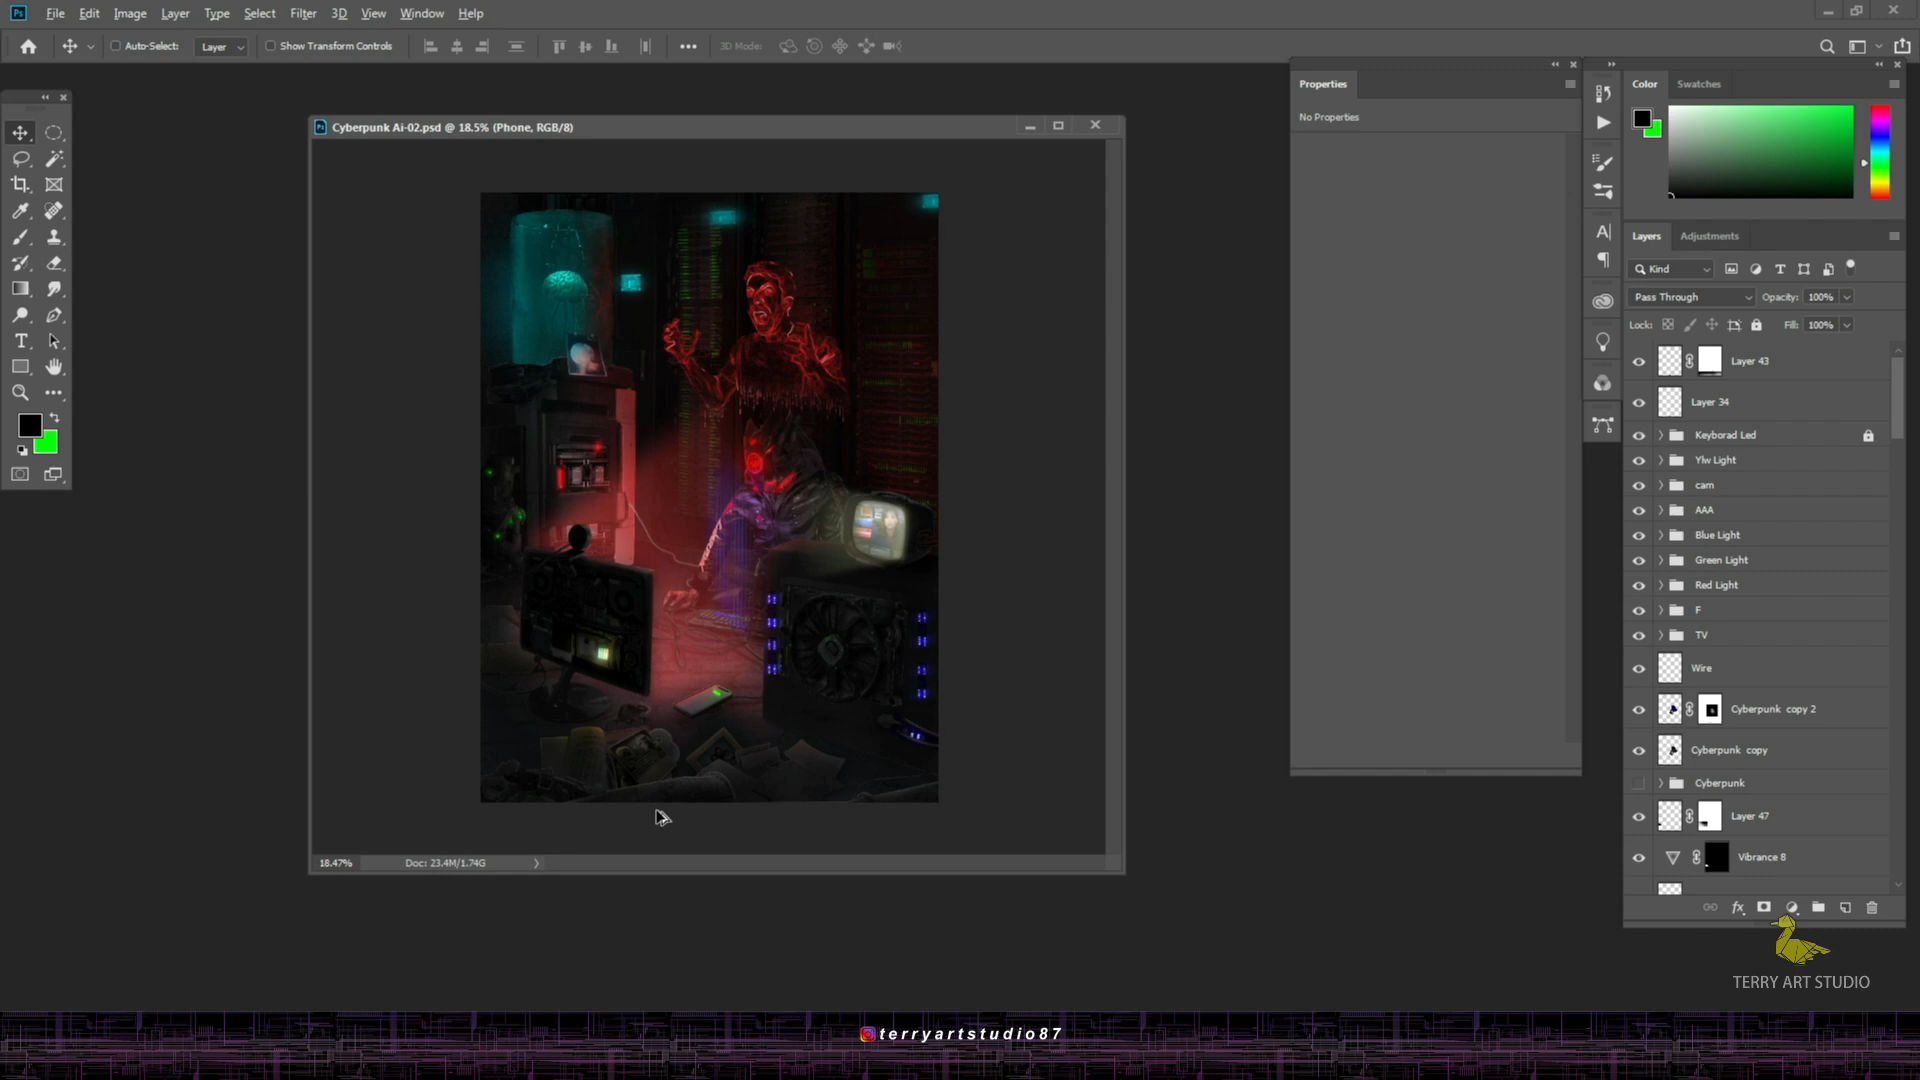 Ps File Edit Image Layer Type Select Filter 3D View Window Help
Auto-Select: Layer Show Transform Controls 3D Mode:
Cyberpunk Ai-02.psd @ 18.5% (Phone, RGB/8)
18.47% Doc: 23.4M/1.74G
Properties
No Properties
Color Swatches
Layers Adjustments
Kind
Pass Through Opacity: 100%
Lock: Fill: 100%
Layer 43
Layer 34
Keyborad Led
Ylw Light
cam
AAA
Blue Light
Green Light
Red Light
F
TV
Wire
Cyberpunk copy 2
Cyberpunk copy
Cyberpunk
Layer 47
Vibrance 8
fx
TERRY ART STUDIO
terryartstudio87